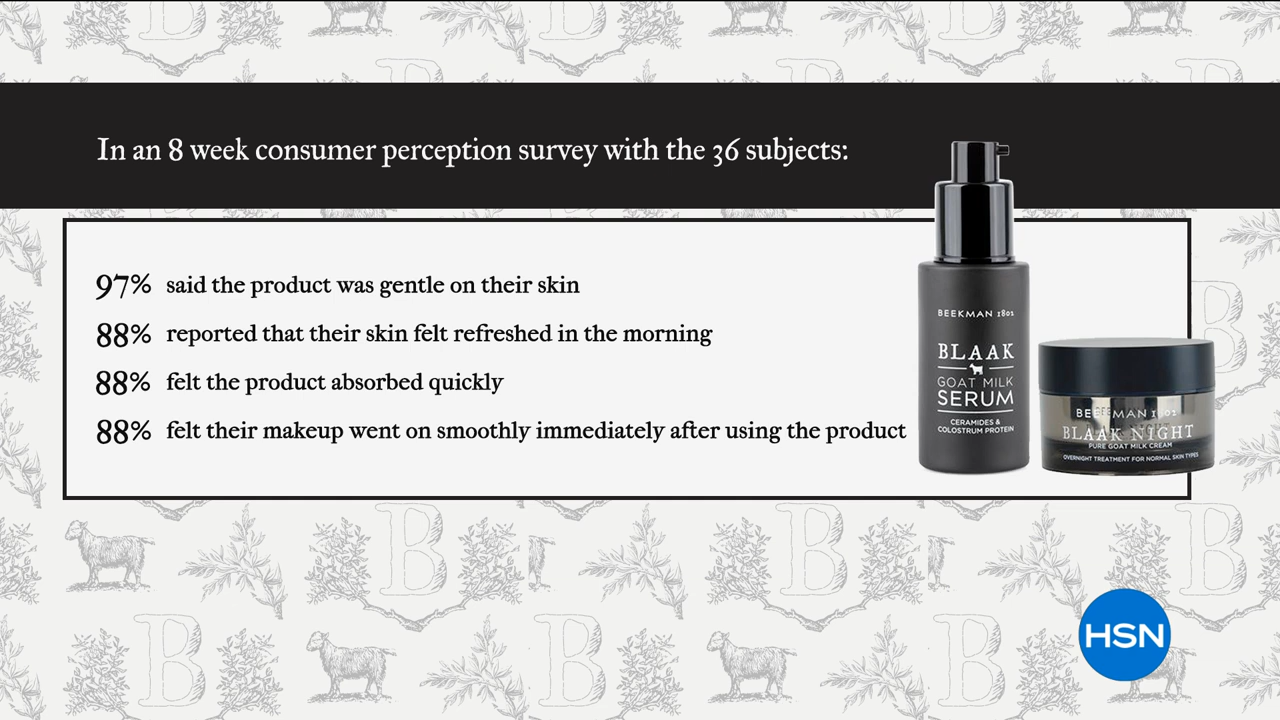 In an 8 week consumer perception survey with the 36 subjects:
97% said the product was gentle on their skin
88% reported that their skin felt refreshed in the morning
88% felt the product absorbed quickly
88% felt their makeup went on smoothly immediately after using the product
BEEKMAN 1802
BLAAK
GOAT MILK
SERUM
CERAMIDES &
COLOSTRUM PROTEIN
BEEKMAN 1802
BLAAK NIGHT
PURE GOAT MILK CREAM
OVERNIGHT TREATMENT FOR NORMAL SKIN TYPES
B
B
B
B
B
B
HSN